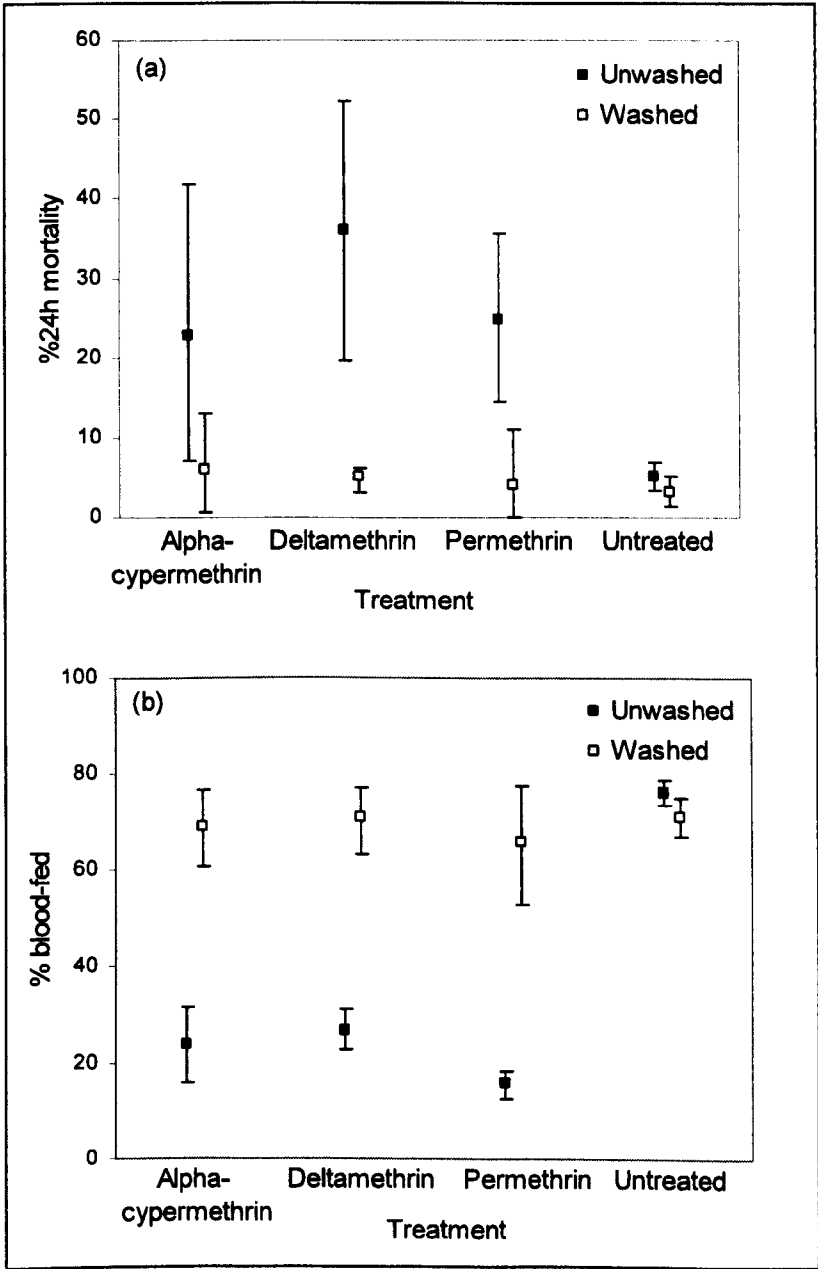 (a)
Unwashed
Washed
60
50
40
30
20
10
0
%24h mortality
Alpha-
cypermethrin
Deltamethrin
Permethrin
Untreated
Treatment
(b)
Unwashed
Washed
100
80
60
40
20
0
% blood-fed
Alpha-
cypermethrin
Deltamethrin
Permethrin
Untreated
Treatment